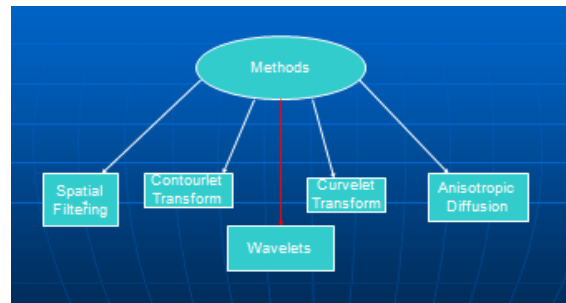 Methods
Spatial
Filtering
Contourlet
Transform
Curvelet
Transform
Anisotropic
Diffusion
Wavelets